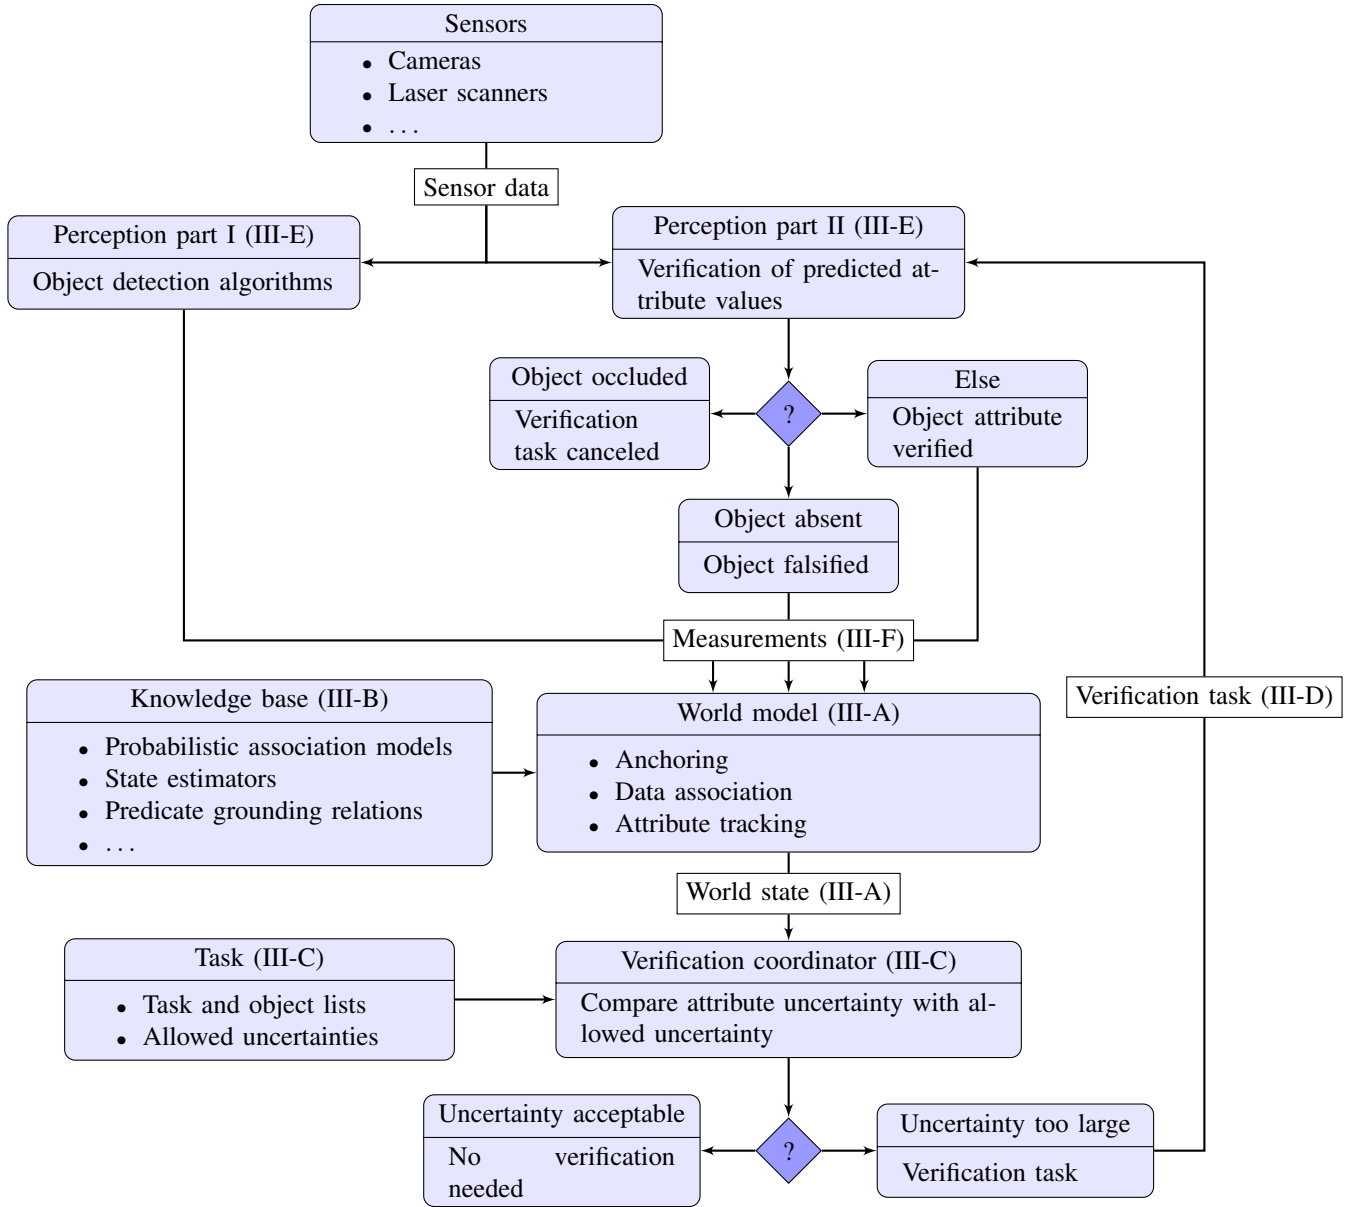 Sensors
• Cameras
• Laser scanners
• . . .
Sensor data
Perception part I (III-E)
Object detection algorithms
Perception part II (III-E)
Verification of predicted at-
tribute values
Object occluded
Verification
task canceled
?
Else
Object attribute
verified
Object absent
Object falsified
Measurements (III-F)
Knowledge base (III-B)
• Probabilistic association models
• State estimators
• Predicate grounding relations
• . . .
World model (III-A)
• Anchoring
• Data association
• Attribute tracking
Verification task (III-D)
World state (III-A)
Task (III-C)
• Task and object lists
• Allowed uncertainties
Verification coordinator (III-C)
Compare attribute uncertainty with al-
lowed uncertainty
Uncertainty acceptable
No verification
needed
?
Uncertainty too large
Verification task